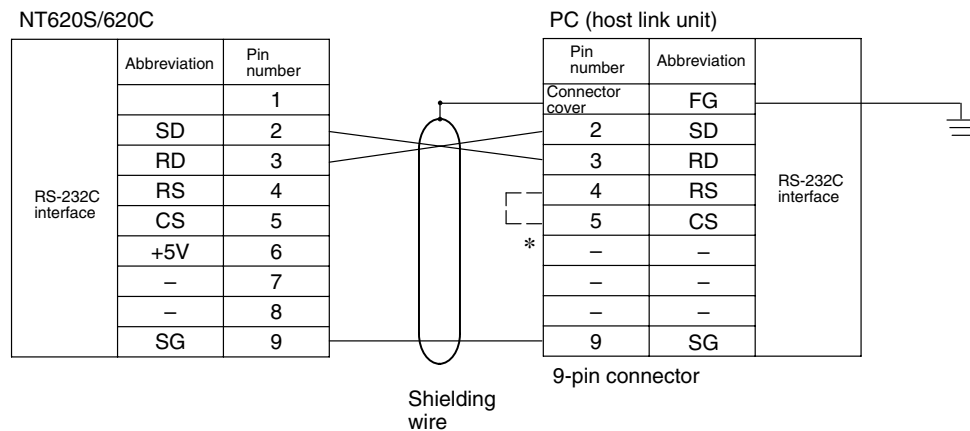 NT620S/620C
PC (host link unit)
Abbreviation Pin number
Pin number Abbreviation
1
Connector cover FG
SD 2
2 SD
RD 3
3 RD
RS 4
4 RS
CS 5
5 CS
+5V 6
– –
– 7
– –
– 8
– –
SG 9
9 SG
RS-232C
interface
RS-232C
interface
*
9-pin connector
Shielding
wire